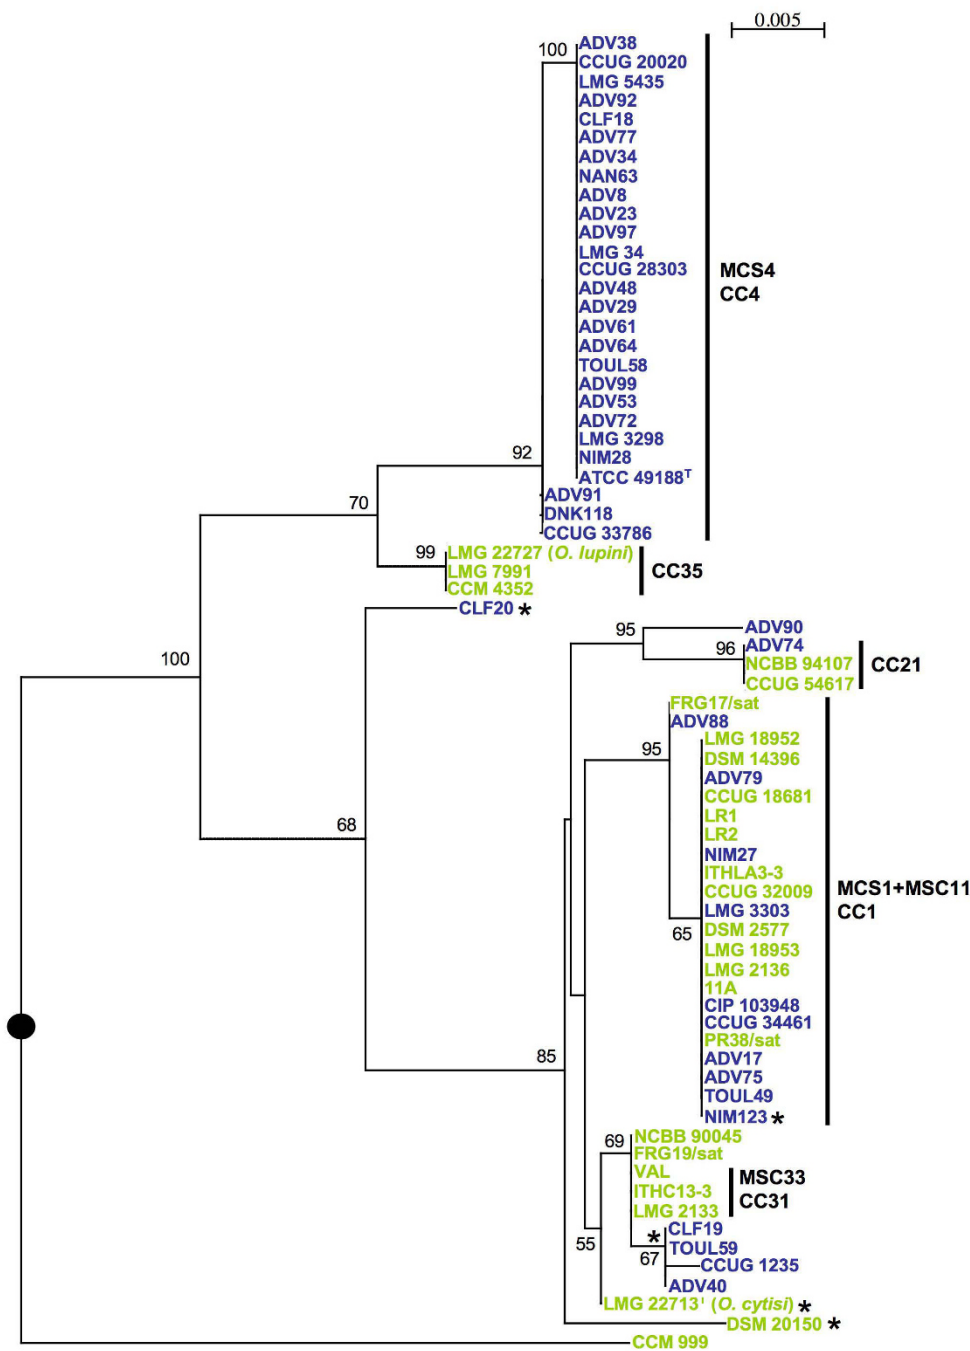 0.005
100
ADV38
CCUG 20020
LMG 5435
ADV92
CLF18
ADV77
ADV34
NAN63
ADV8
ADV23
ADV97
LMG 34
CCUG 28303
MCS4
CC4
ADV48
ADV29
ADV61
ADV64
TOUL58
ADV99
ADV53
ADV72
LMG 3298
NIM28
92
ATCC 49188ᵀ
ADV91
70
DNK118
CCUG 33786
99
LMG 22727 (O. lupini)
LMG 7991
CC35
CCM 4352
CLF20 *
95
ADV90
96
ADV74
100
NCBB 94107
CC21
CCUG 54617
FRG17/sat
ADV88
LMG 18952
95
DSM 14396
ADV79
CCUG 18681
LR1
68
LR2
NIM27
ITHLA3-3
CCUG 32009
MCS1+MSC11
CC1
LMG 3303
65
DSM 2577
LMG 18953
LMG 2136
11A
CIP 103948
CCUG 34461
PR38/sat
85
ADV17
ADV75
TOUL49
NIM123 *
69
NCBB 90045
FRG19/sat
VAL
MSC33
CC31
ITHC13-3
LMG 2133
*
CLF19
55
TOUL59
67
CCUG 1235
ADV40
LMG 22713ᵗ (O. cytisi) *
DSM 20150 *
CCM 999